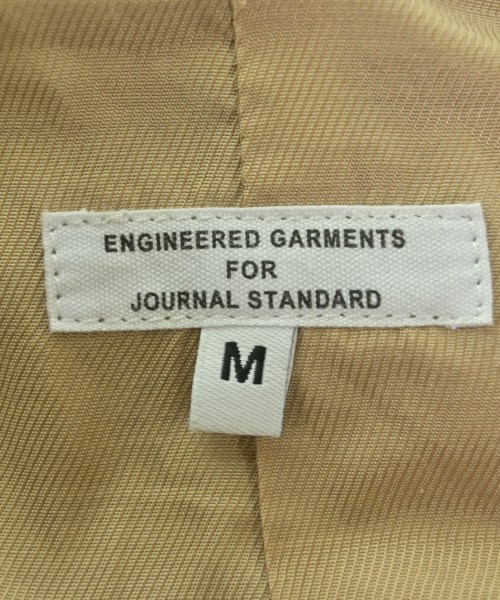 ENGINEERED GARMENTS
FOR
JOURNAL STANDARD
M